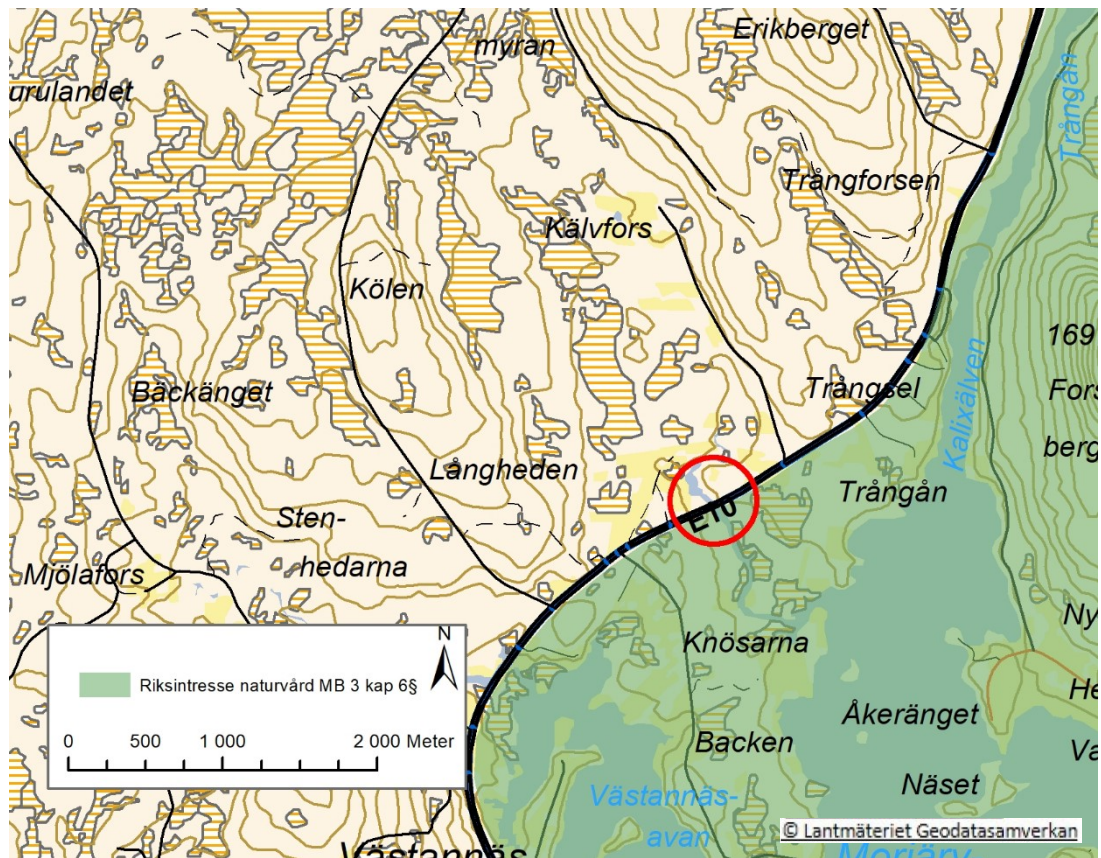 myran
Erikberget
urulandet
Trångån
Trångforsen
Kälvfors
Kölen
169
Bäckänget
Trångsel
Fors
Kalixälven
berg
Långheden
Trångån
E10
Sten-
hedarna
Mjölafors
Ny
Knösarna
N
Riksintresse naturvård MB 3 kap 6§
He
Åkeränget
0 500 1 000 2 000 Meter
Backen
Va
Näset
Västannäs-
avan
© Lantmäteriet Geodatasamverkan
Västannäs
Morjärv